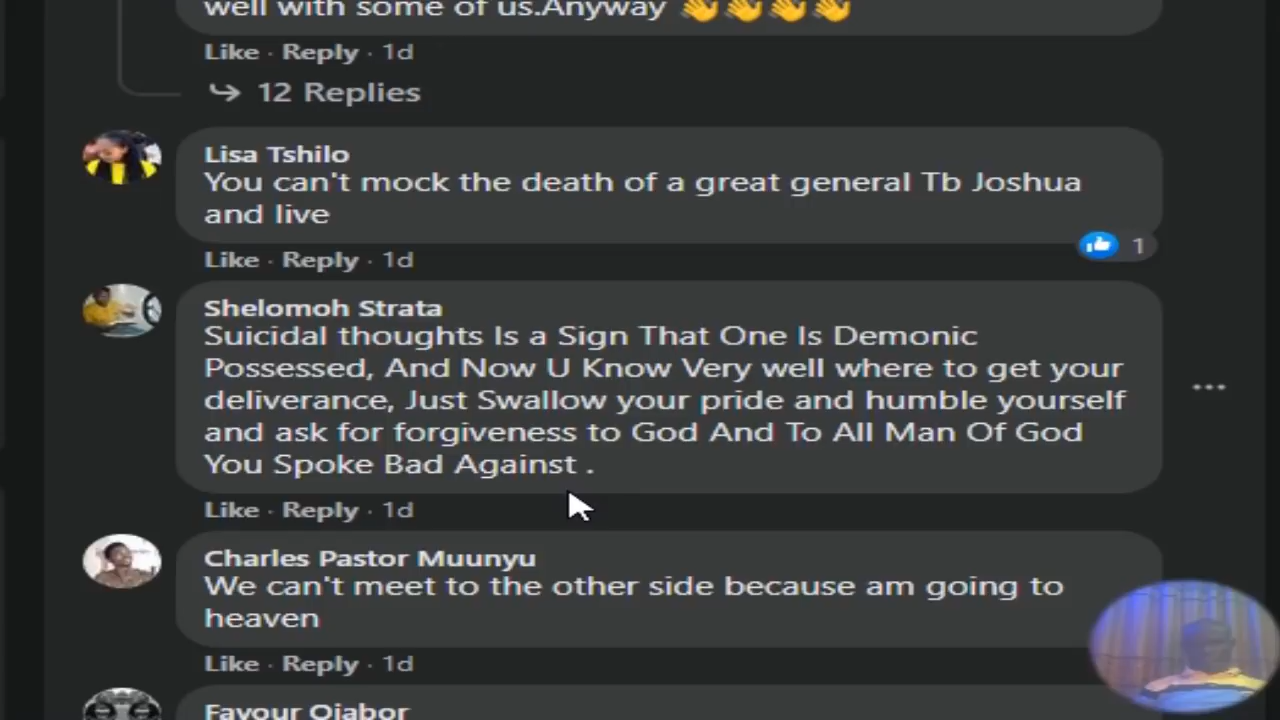 well with some of us.Anyway 👋👋👋👋
Like · Reply · 1d
12 Replies
Lisa Tshilo
You can't mock the death of a great general Tb Joshua
and live
1
Like · Reply · 1d
Shelomoh Strata
Suicidal thoughts Is a Sign That One Is Demonic
Possessed, And Now U Know Very well where to get your
deliverance, Just Swallow your pride and humble yourself
and ask for forgiveness to God And To All Man Of God
You Spoke Bad Against .
Like · Reply · 1d
Charles Pastor Muunyu
We can't meet to the other side because am going to
heaven
Like · Reply · 1d
Favour Ojabor